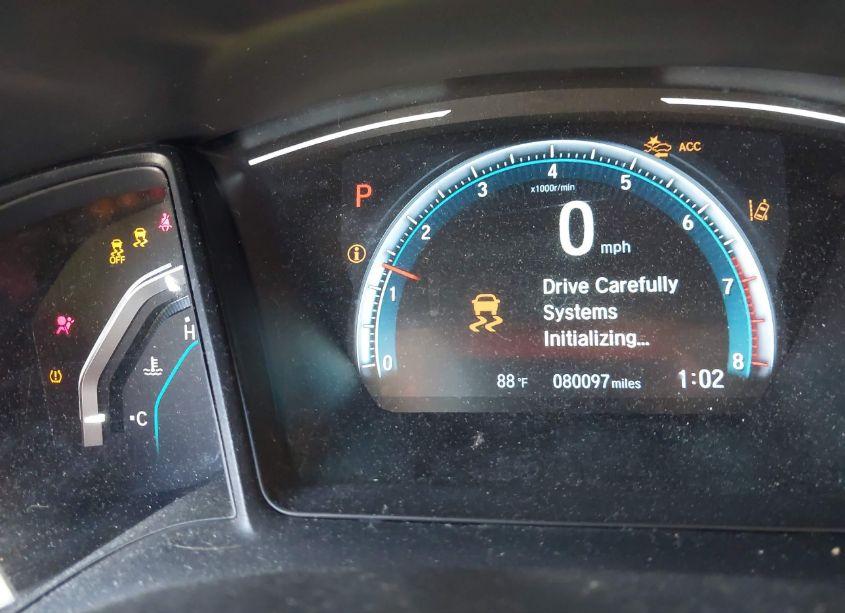 ACC
P
4
x1000r/min
3
5
2
6
0 mph
OFF
i
1
7
Drive Carefully
Systems
Initializing...
H
0
8
88°F 080097 miles 1:02
C